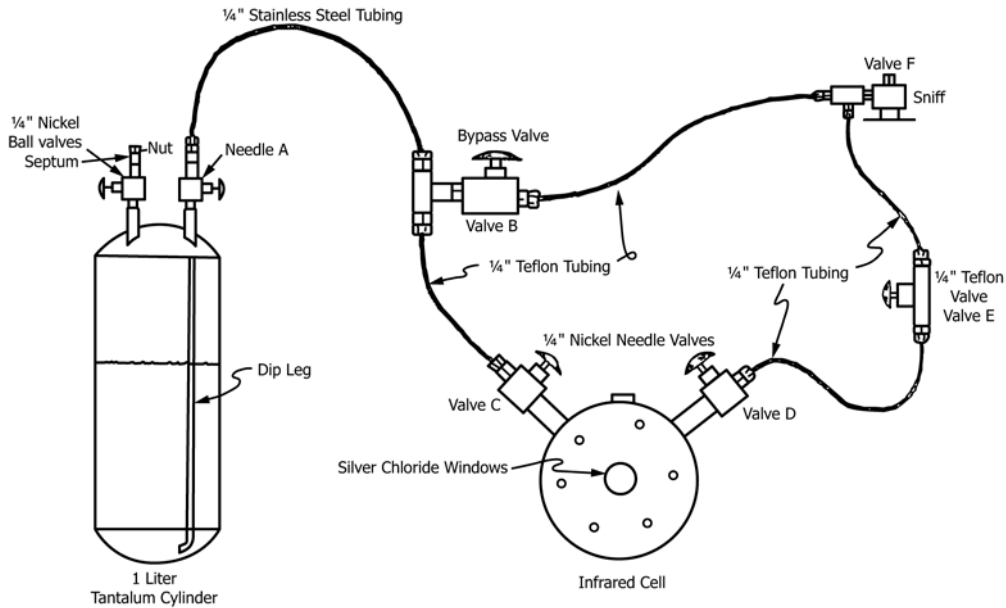 ¼" Stainless Steel Tubing
Valve F
Sniff
¼" Nickel
Ball valves
Septum
Nut
Needle A
Bypass Valve
Valve B
¼" Teflon Tubing
¼" Teflon Tubing
¼" Teflon
Valve
Valve E
¼" Nickel Needle Valves
Dip Leg
Valve C
Valve D
Silver Chloride Windows
1 Liter
Tantalum Cylinder
Infrared Cell